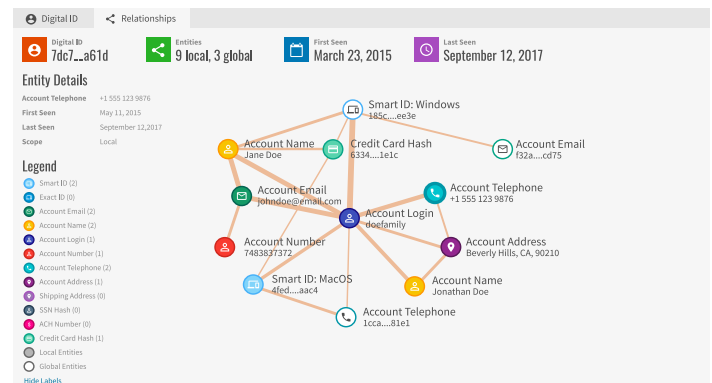 Digital ID
Relationships
Digital ID
7dc7__a61d
Entities
9 local, 3 global
First Seen
March 23, 2015
Last Seen
September 12, 2017
Entity Details
Account Telephone +1 555 123 9876
First Seen May 11, 2015
Last Seen September 12,2017
Scope Local
Legend
Smart ID (2)
Exact ID (0)
Account Email (2)
Account Name (2)
Account Login (1)
Account Number (1)
Account Telephone (2)
Account Address (1)
Shipping Address (0)
SSN Hash (0)
ACH Number (0)
Credit Card Hash (1)
Local Entities
Global Entities
Hide Labels
Smart ID: Windows
185c....ee3e
Account Name
Jane Doe
Credit Card Hash
6334....1e1c
Account Email
f32a....cd75
Account Email
johndoe@email.com
Account Telephone
+1 555 123 9876
Account Login
doefamily
Account Number
7483837372
Account Address
Beverly Hills, CA, 90210
Smart ID: MacOS
4fed....aac4
Account Name
Jonathan Doe
Account Telephone
1cca....81e1